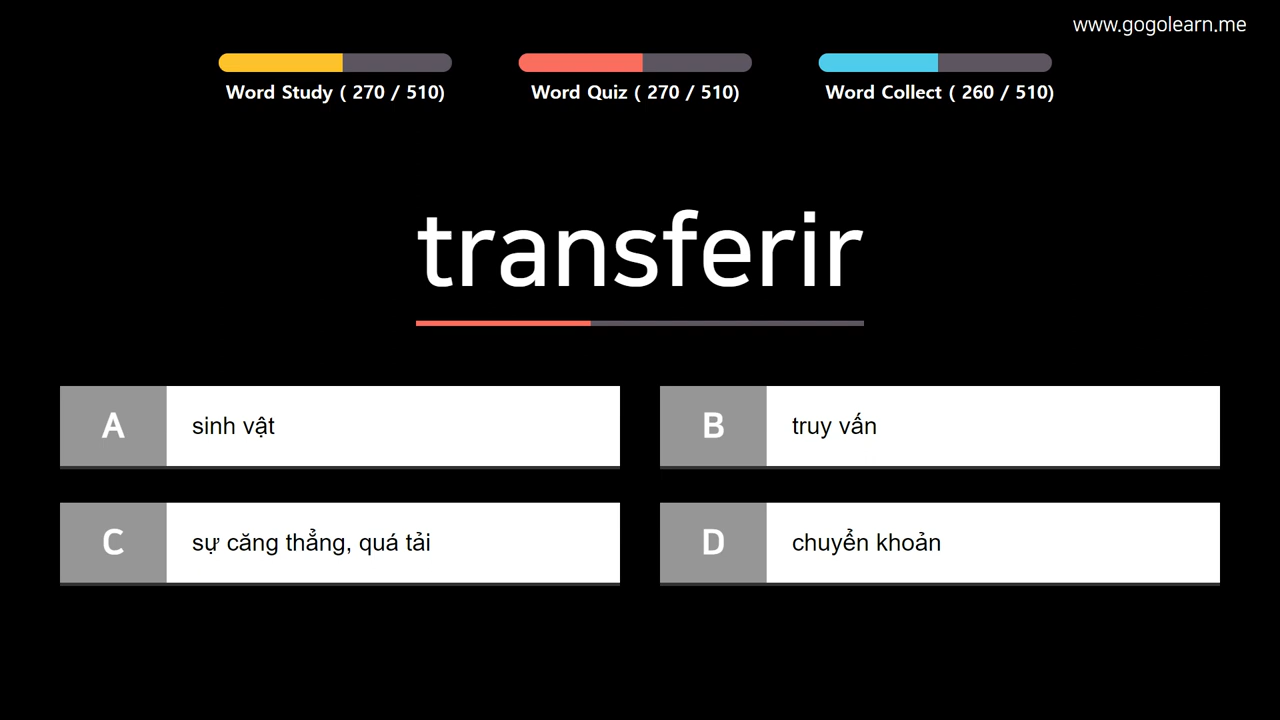 www.gogolearn.me
Word Study ( 270 / 510)
Word Quiz ( 270 / 510)
Word Collect ( 260 / 510)
transferir
A sinh vật
B truy vấn
C sự căng thẳng, quá tải
D chuyển khoản